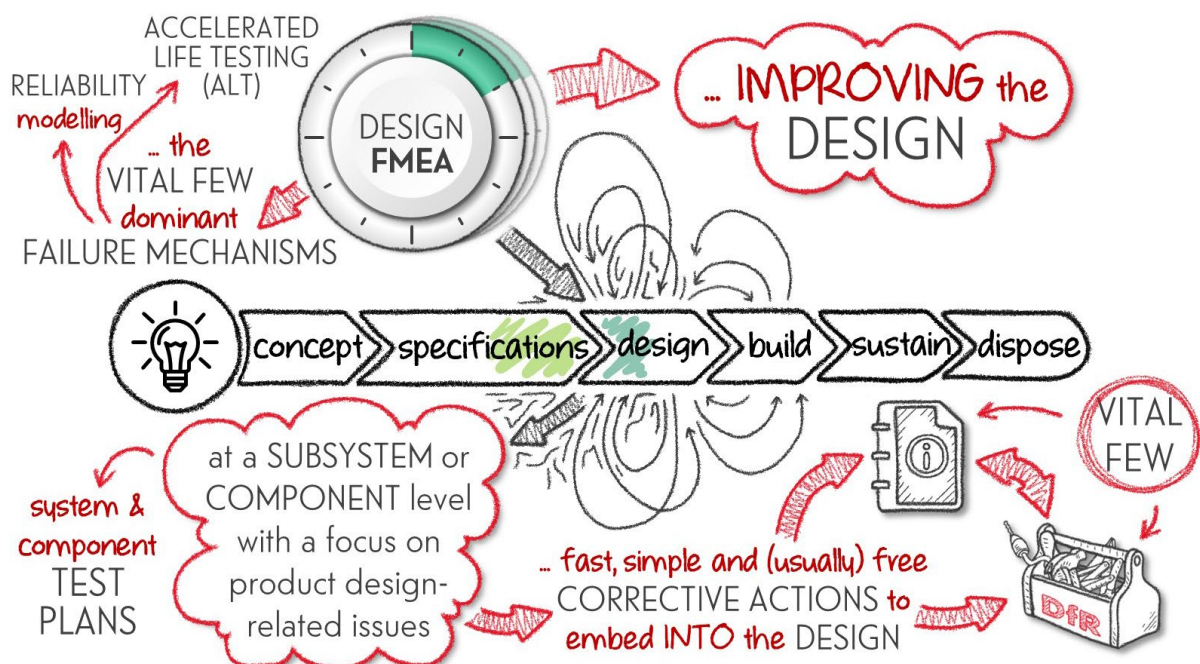 ACCELERATED
LIFE TESTING
(ALT)
RELIABILITY
modelling
... the
VITAL FEW
dominant
FAILURE MECHANISMS
DESIGN
FMEA
... IMPROVING the
DESIGN
concept
specifications
design
build
sustain
dispose
at a SUBSYSTEM or
COMPONENT level
with a focus on
product design-
related issues
system &
component
TEST
PLANS
... fast, simple and (usually) free
CORRECTIVE ACTIONS to
embed INTO the DESIGN
i
VITAL
FEW
DfR